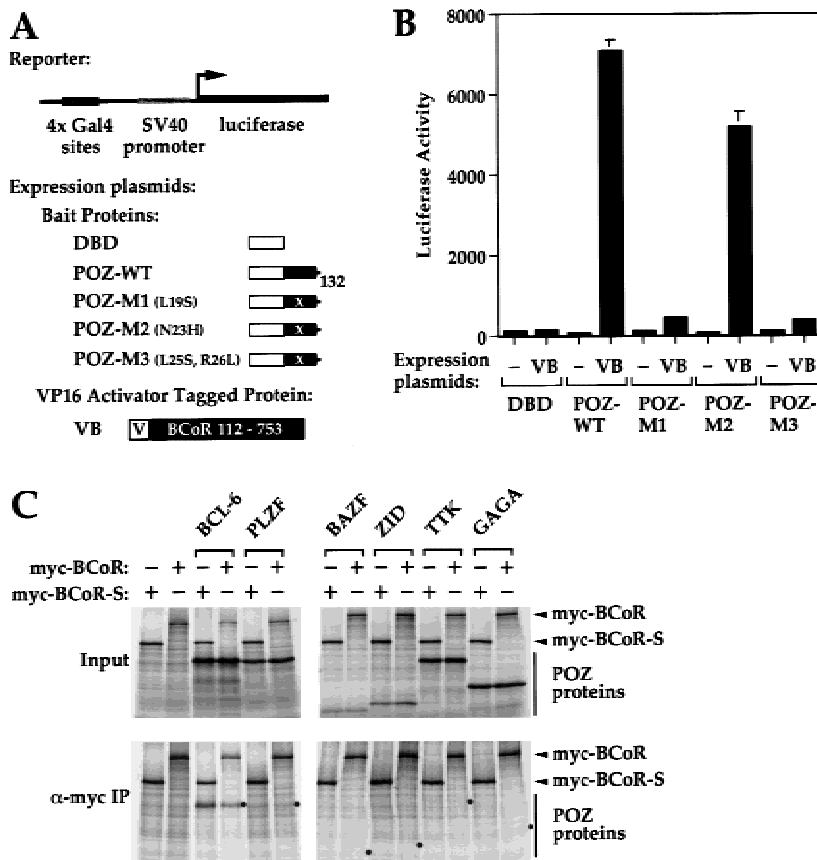 A
Reporter:
4x Gal4 sites
SV40 promoter
luciferase
Expression plasmids:
Bait Proteins:
DBD
POZ-WT
132
POZ-M1 (L19S)
X
POZ-M2 (N23H)
X
POZ-M3 (L25S, R26L)
X
VP16 Activator Tagged Protein:
VB
V
BCoR 112 - 753
B
Luciferase Activity
8000
6000
4000
2000
0
Expression plasmids:
– VB – VB – VB – VB – VB
DBD
POZ-WT
POZ-M1
POZ-M2
POZ-M3
C
BCL-6
PLZF
BAZF
ZID
TTK
GAGA
myc-BCoR: – + – + – + – + – + – + – +
myc-BCoR-S: + – + – + – + – + – + – + –
Input
myc-BCoR
myc-BCoR-S
POZ proteins
α-myc IP
myc-BCoR
myc-BCoR-S
POZ proteins